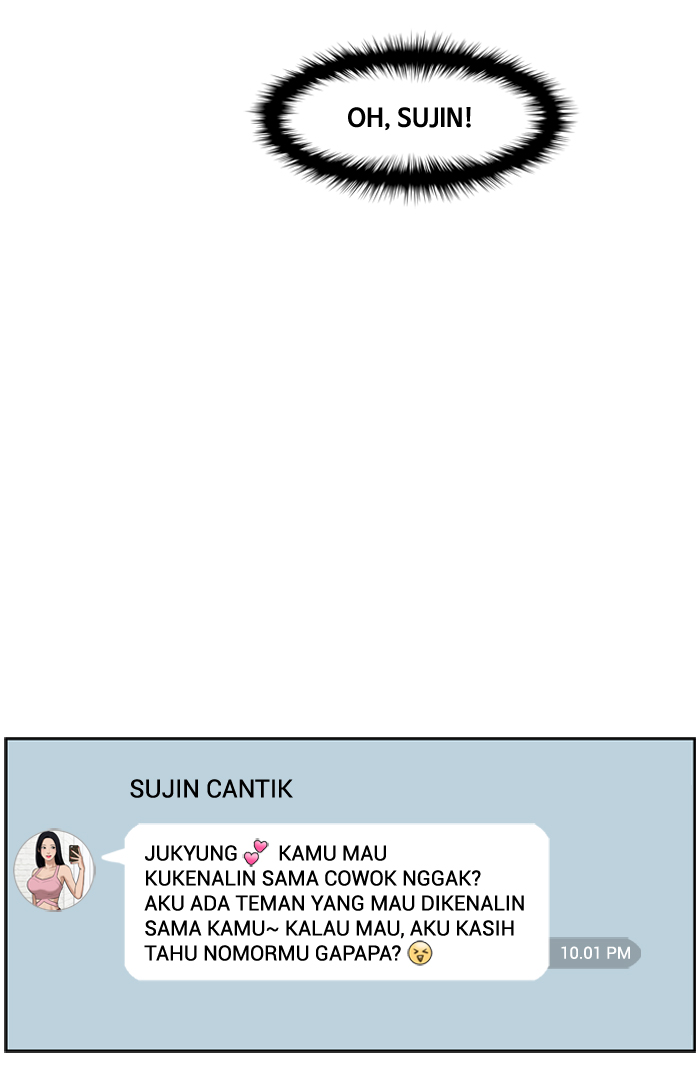 OH, SUJIN!
SUJIN CANTIK
JUKYUNG 💕 KAMU MAU
KUKENALIN SAMA COWOK NGGAK?
AKU ADA TEMAN YANG MAU DIKENALIN
SAMA KAMU~ KALAU MAU, AKU KASIH
TAHU NOMORMU GAPAPA? 😆
10.01 PM